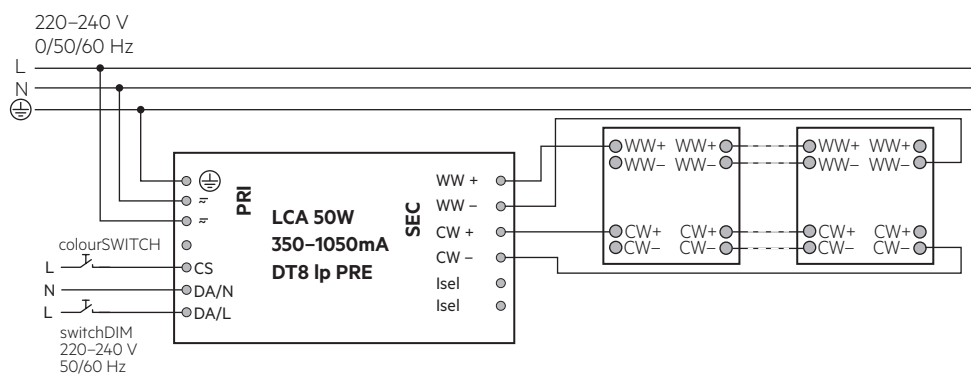 220–240 V
0/50/60 Hz
L
N
PRI
LCA 50W
350–1050mA
DT8 lp PRE
SEC
WW +
WW –
CW +
CW –
Isel
Isel
colourSWITCH
L
CS
N
DA/N
L
DA/L
switchDIM
220–240 V
50/60 Hz
WW+ WW+
WW– WW–
CW+ CW+
CW– CW–
WW+ WW+
WW– WW–
CW+ CW+
CW– CW–